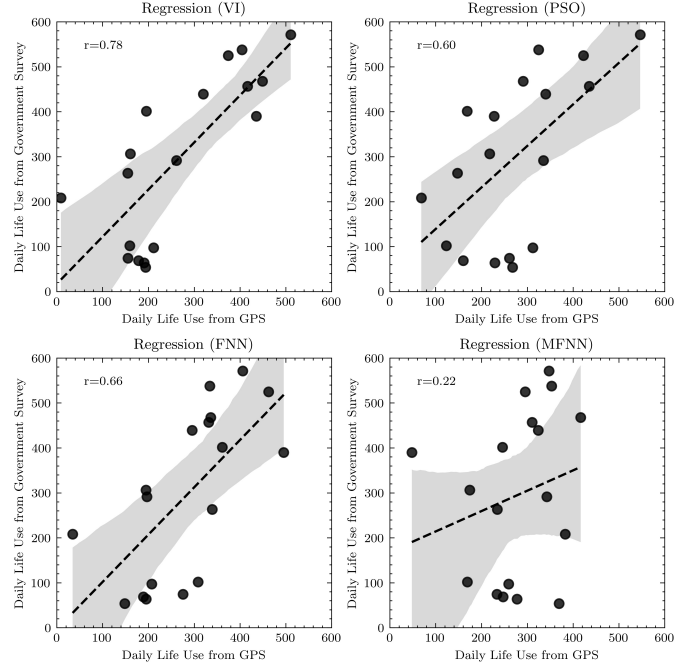 Regression (VI)
r=0.78
600
500
400
300
200
100
0
Daily Life Use from Government Survey
0 100 200 300 400 500 600
Daily Life Use from GPS
Regression (PSO)
r=0.60
600
500
400
300
200
100
0
Daily Life Use from Government Survey
0 100 200 300 400 500 600
Daily Life Use from GPS
Regression (FNN)
r=0.66
600
500
400
300
200
100
0
Daily Life Use from Government Survey
0 100 200 300 400 500 600
Daily Life Use from GPS
Regression (MFNN)
r=0.22
600
500
400
300
200
100
0
Daily Life Use from Government Survey
0 100 200 300 400 500 600
Daily Life Use from GPS